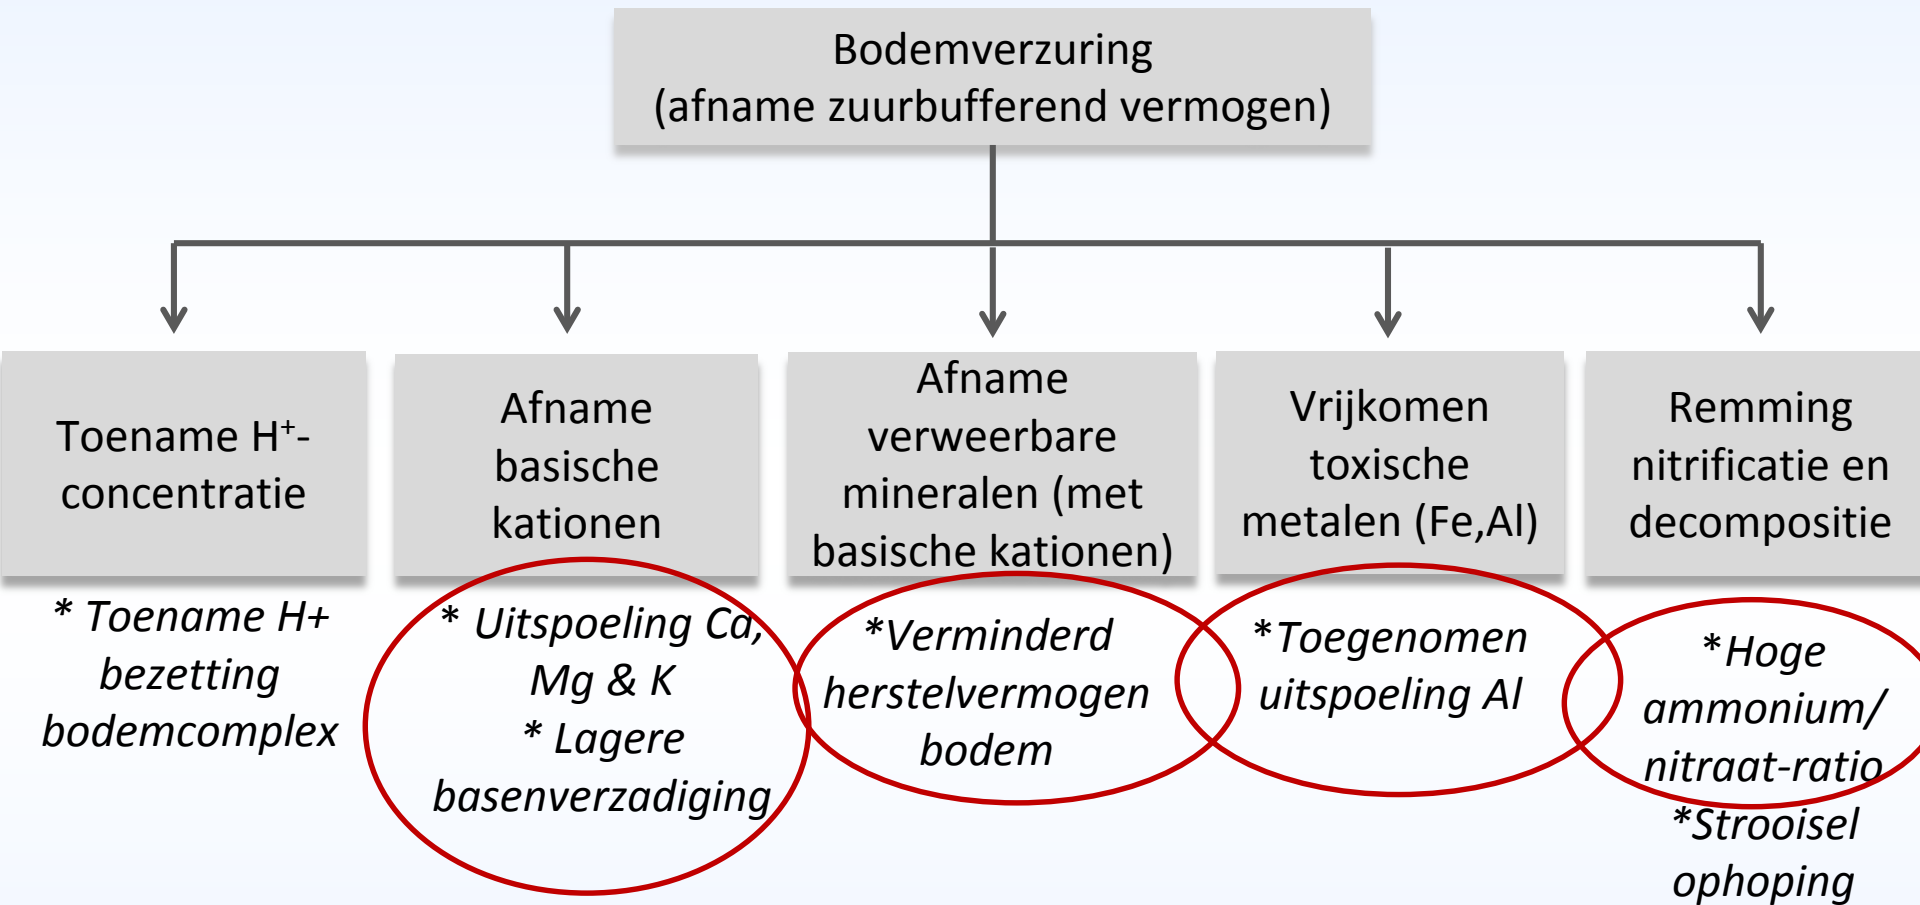 Bodemverzuring
(afname zuurbufferend vermogen)
Toename H⁺-
concentratie
* Toename H+
bezetting
bodemcomplex
Afname
basische
kationen
* Uitspoeling Ca,
Mg & K
* Lagere
basenverzadiging
Afname
verweerbare
mineralen (met
basische kationen)
*Verminderd
herstelvermogen
bodem
Vrijkomen
toxische
metalen (Fe,Al)
*Toegenomen
uitspoeling Al
Remming
nitrificatie en
decompositie
*Hoge
ammonium/
nitraat-ratio
*Strooisel
ophoping